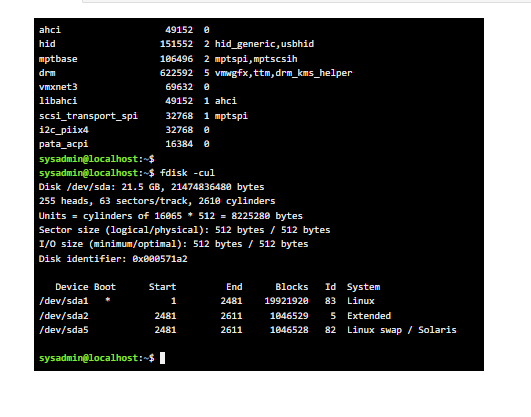 ahci 49152 0
hid 151552 2 hid_generic,usbhid
mptbase 106496 2 mptspi,mptscsih
drm 622592 5 vmwgfx,ttm,drm_kms_helper
vmxnet3 69632 0
libahci 49152 1 ahci
scsi_transport_spi 32768 1 mptspi
i2c_piix4 32768 0
pata_acpi 16384 0
sysadmin@localhost:~$
sysadmin@localhost:~$ fdisk -cul
Disk /dev/sda: 21.5 GB, 21474836480 bytes
255 heads, 63 sectors/track, 2610 cylinders
Units = cylinders of 16065 * 512 = 8225280 bytes
Sector size (logical/physical): 512 bytes / 512 bytes
I/O size (minimum/optimal): 512 bytes / 512 bytes
Disk identifier: 0x000571a2
Device Boot Start End Blocks Id System
/dev/sda1 * 1 2481 19921920 83 Linux
/dev/sda2 2481 2611 1046529 5 Extended
/dev/sda5 2481 2611 1046528 82 Linux swap / Solaris
sysadmin@localhost:~$